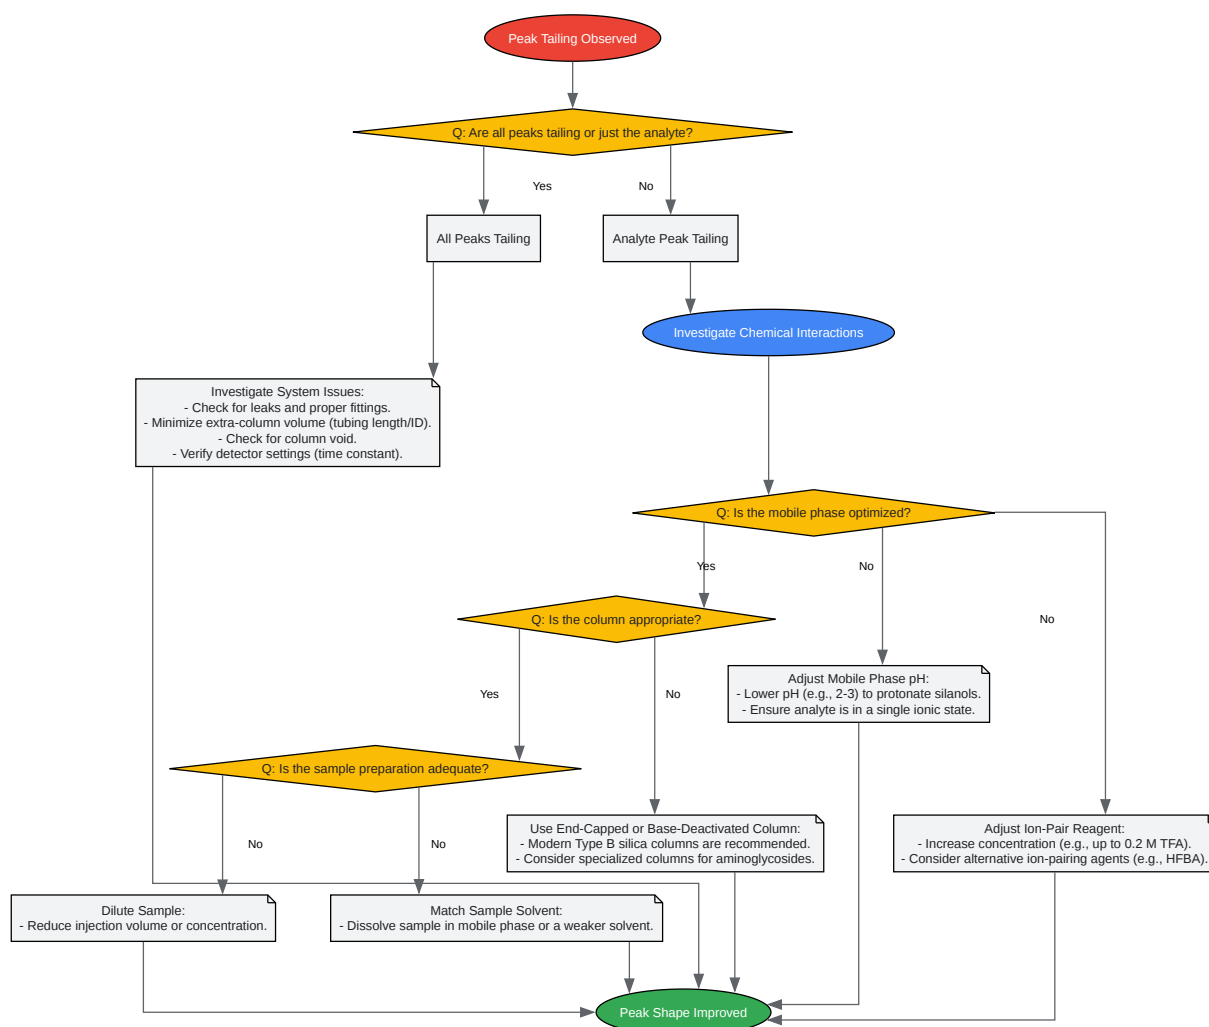 Peak Tailing Observed
Q: Are all peaks tailing or just the analyte?
Yes
No
All Peaks Tailing
Analyte Peak Tailing
Investigate Chemical Interactions
Investigate System Issues:
- Check for leaks and proper fittings.
- Minimize extra-column volume (tubing length/ID).
- Check for column void.
- Verify detector settings (time constant).
Q: Is the mobile phase optimized?
Yes
No
No
Q: Is the column appropriate?
Yes
No
Adjust Mobile Phase pH:
- Lower pH (e.g., 2-3) to protonate silanols.
- Ensure analyte is in a single ionic state.
Q: Is the sample preparation adequate?
No
No
Use End-Capped or Base-Deactivated Column:
- Modern Type B silica columns are recommended.
- Consider specialized columns for aminoglycosides.
Adjust Ion-Pair Reagent:
- Increase concentration (e.g., up to 0.2 M TFA).
- Consider alternative ion-pairing agents (e.g., HFBA).
Dilute Sample:
- Reduce injection volume or concentration.
Match Sample Solvent:
- Dissolve sample in mobile phase or a weaker solvent.
Peak Shape Improved